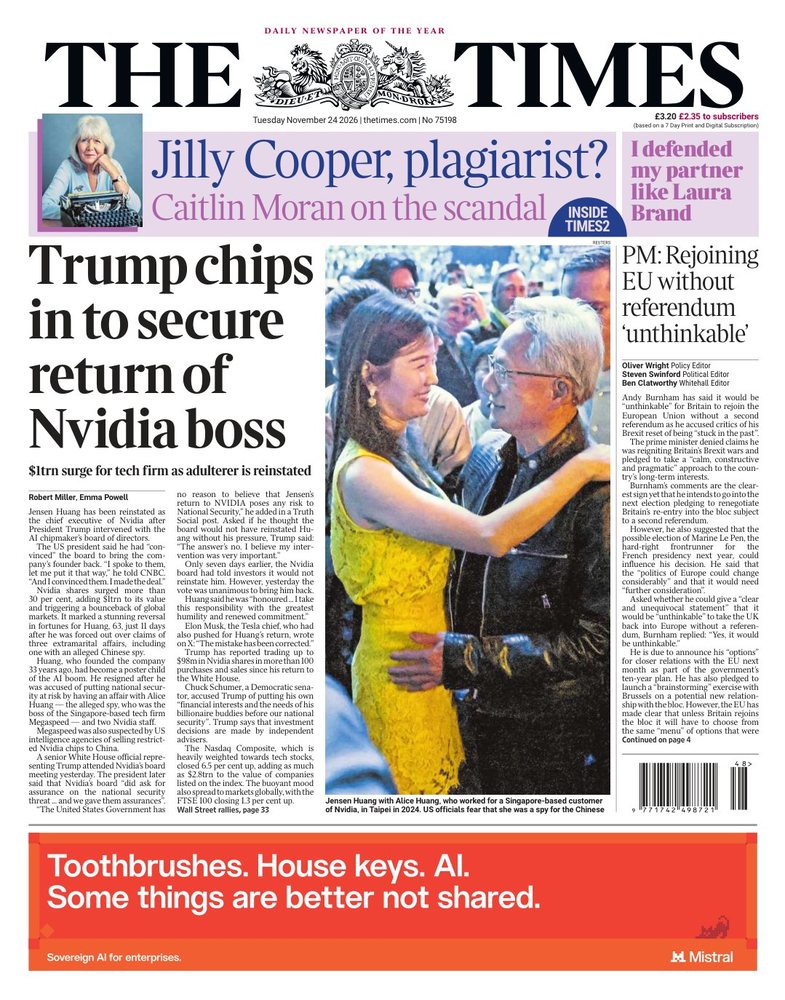 DAILY NEWSPAPER OF THE YEAR
THE TIMES
DIEU ET MON DROIT
Tuesday November 24 2026 | thetimes.com | No 75198
£3.20 £2.35 to subscribers
(based on a 7 Day Print and Digital Subscription)
Jilly Cooper, plagiarist?
Caitlin Moran on the scandal
INSIDE
TIMES2
I defended
my partner
like Laura
Brand
Trump chips
in to secure
return of
Nvidia boss
$1trn surge for tech firm as adulterer is reinstated
Robert Miller, Emma Powell
Jensen Huang has been reinstated as
the chief executive of Nvidia after
President Trump intervened with the
AI chipmaker's board of directors.
The US president said he had "con-
vinced" the board to bring the com-
pany's founder back. "I spoke to them,
let me put it that way," he told CNBC.
"And I convinced them. I made the deal."
Nvidia shares surged more than
30 per cent, adding $1trn to its value
and triggering a bounceback of global
markets. It marked a stunning reversal
in fortunes for Huang, 63, just 11 days
after he was forced out over claims of
three extramarital affairs, including
one with an alleged Chinese spy.
Huang, who founded the company
33 years ago, had become a poster child
of the AI boom. He resigned after he
was accused of putting national secur-
ity at risk by having an affair with Alice
Huang — the alleged spy, who was the
boss of the Singapore-based tech firm
Megaspeed — and two Nvidia staff.
Megaspeed was also suspected by US
intelligence agencies of selling restrict-
ed Nvidia chips to China.
A senior White House official repre-
senting Trump attended Nvidia's board
meeting yesterday. The president later
said that Nvidia's board "did ask for
assurance on the national security
threat ... and we gave them assurances".
"The United States Government has
no reason to believe that Jensen's
return to NVIDIA poses any risk to
National Security," he added in a Truth
Social post. Asked if he thought the
board would not have reinstated Hu-
ang without his pressure, Trump said:
"The answer's no. I believe my inter-
vention was very important."
Only seven days earlier, the Nvidia
board had told investors it would not
reinstate him. However, yesterday the
vote was unanimous to bring him back.
Huang said he was "honoured ... I take
this responsibility with the greatest
humility and renewed commitment."
Elon Musk, the Tesla chief, who had
also pushed for Huang's return, wrote
on X: "The mistake has been corrected."
Trump has reported trading up to
$98m in Nvidia shares in more than 100
purchases and sales since his return to
the White House.
Chuck Schumer, a Democratic sena-
tor, accused Trump of putting his own
"financial interests and the needs of his
billionaire buddies before our national
security". Trump says that investment
decisions are made by independent
advisers.
The Nasdaq Composite, which is
heavily weighted towards tech stocks,
closed 6.5 per cent up, adding as much
as $2.8trn to the value of companies
listed on the index. The buoyant mood
also spread to markets globally, with the
FTSE 100 closing 1.3 per cent up.
Wall Street rallies, page 33
REUTERS
Jensen Huang with Alice Huang, who worked for a Singapore-based customer
of Nvidia, in Taipei in 2024. US officials fear that she was a spy for the Chinese
PM: Rejoining
EU without
referendum
'unthinkable'
Oliver Wright Policy Editor
Steven Swinford Political Editor
Ben Clatworthy Whitehall Editor
Andy Burnham has said it would be
"unthinkable" for Britain to rejoin the
European Union without a second
referendum as he accused critics of his
Brexit reset of being "stuck in the past".
The prime minister denied claims he
was reigniting Britain's Brexit wars and
pledged to take a "calm, constructive
and pragmatic" approach to the coun-
try's long-term interests.
Burnham's comments are the clear-
est sign yet that he intends to go into the
next election pledging to renegotiate
Britain's re-entry into the bloc subject
to a second referendum.
However, he also suggested that the
possible election of Marine Le Pen, the
hard-right frontrunner for the
French presidency next year, could
influence his decision. He said that
the "politics of Europe could change
considerably" and that it would need
"further consideration".
Asked whether he could give a "clear
and unequivocal statement" that it
would be "unthinkable" to take the UK
back into Europe without a referen-
dum, Burnham replied: "Yes, it would
be unthinkable."
He is due to announce his "options"
for closer relations with the EU next
month as part of the government's
ten-year plan. He has also pledged to
launch a "brainstorming" exercise with
Brussels on a potential new relation-
ship with the bloc. However, the EU has
made clear that unless Britain rejoins
the bloc it will have to choose from
the same "menu" of options that were
Continued on page 4
48>
9 771742 498721
Toothbrushes. House keys. AI.
Some things are better not shared.
Sovereign AI for enterprises.
Mistral